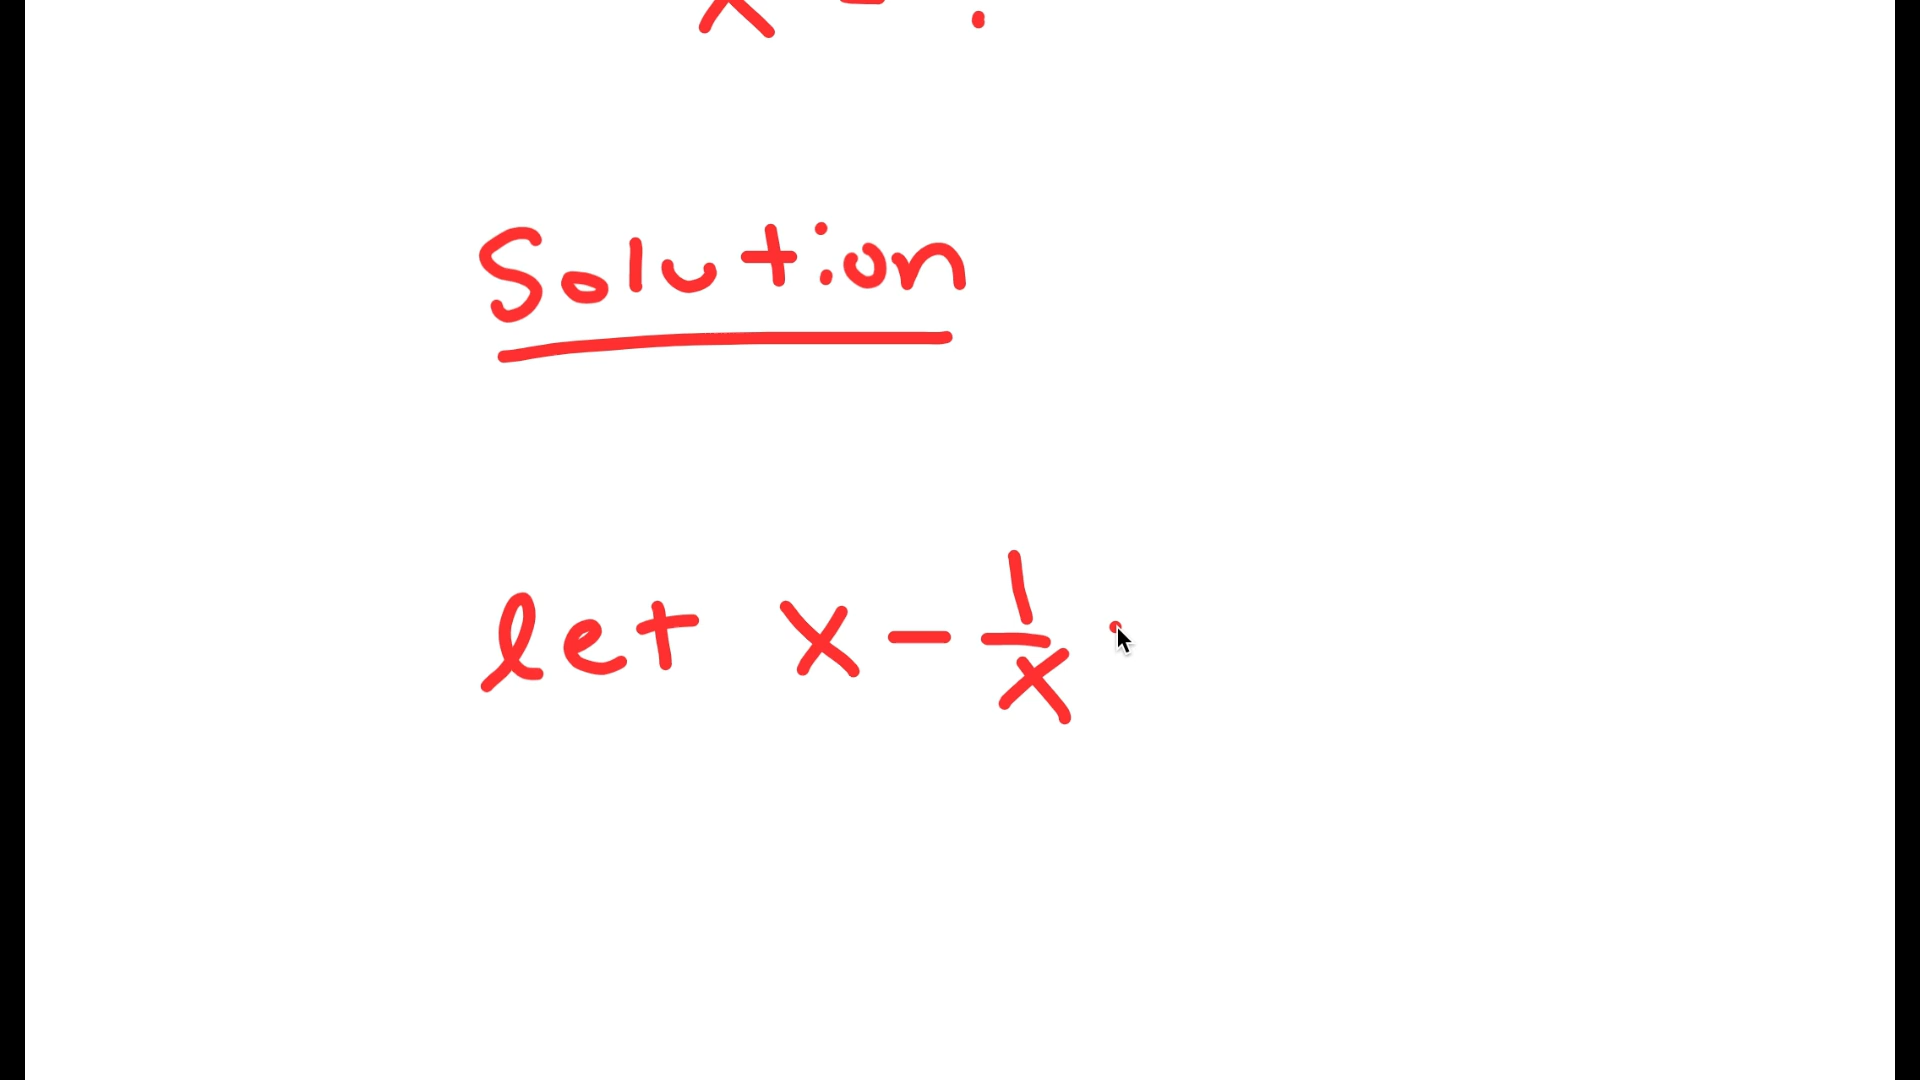 Solution
let x - 1/x